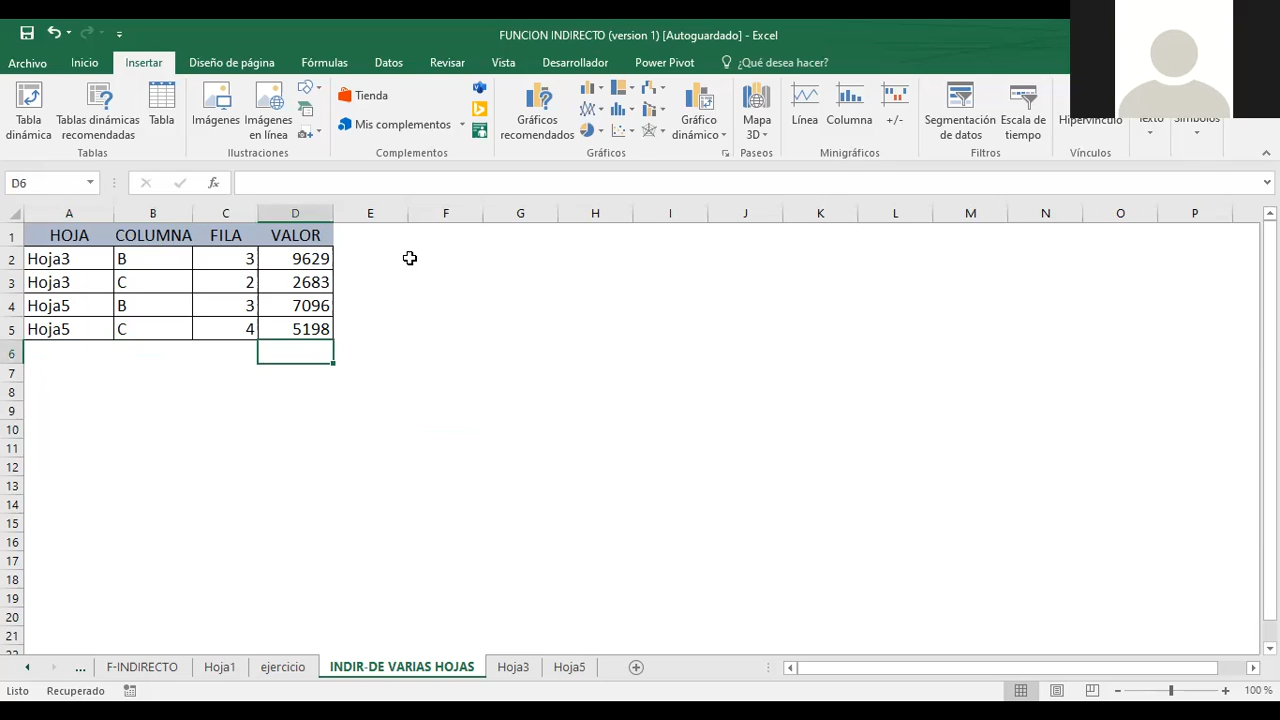 FUNCION INDIRECTO (version 1) [Autoguardado] - Excel
Archivo Inicio Insertar Diseño de página Fórmulas Datos Revisar Vista Desarrollador Power Pivot ¿Qué desea hacer?
Tabla dinámica
Tablas dinámicas recomendadas
Tabla
Tablas
Imágenes
Imágenes en línea
Ilustraciones
Tienda
Mis complementos
Complementos
Gráficos recomendados
Gráfico dinámico
Gráficos
Mapa 3D
Paseos
Línea
Columna
+/-
Minigráficos
Segmentación de datos
Escala de tiempo
Filtros
Hipervínculo
Vínculos
Texto
Símbolos
D6
fx
A B C D E F G H I J K L M N O P
1 HOJA COLUMNA FILA VALOR
2 Hoja3 B 3 9629
3 Hoja3 C 2 2683
4 Hoja5 B 3 7096
5 Hoja5 C 4 5198
6
7
8
9
10
11
12
13
14
15
16
17
18
19
20
21
... F-INDIRECTO Hoja1 ejercicio INDIR-DE VARIAS HOJAS Hoja3 Hoja5
Listo Recuperado 100 %